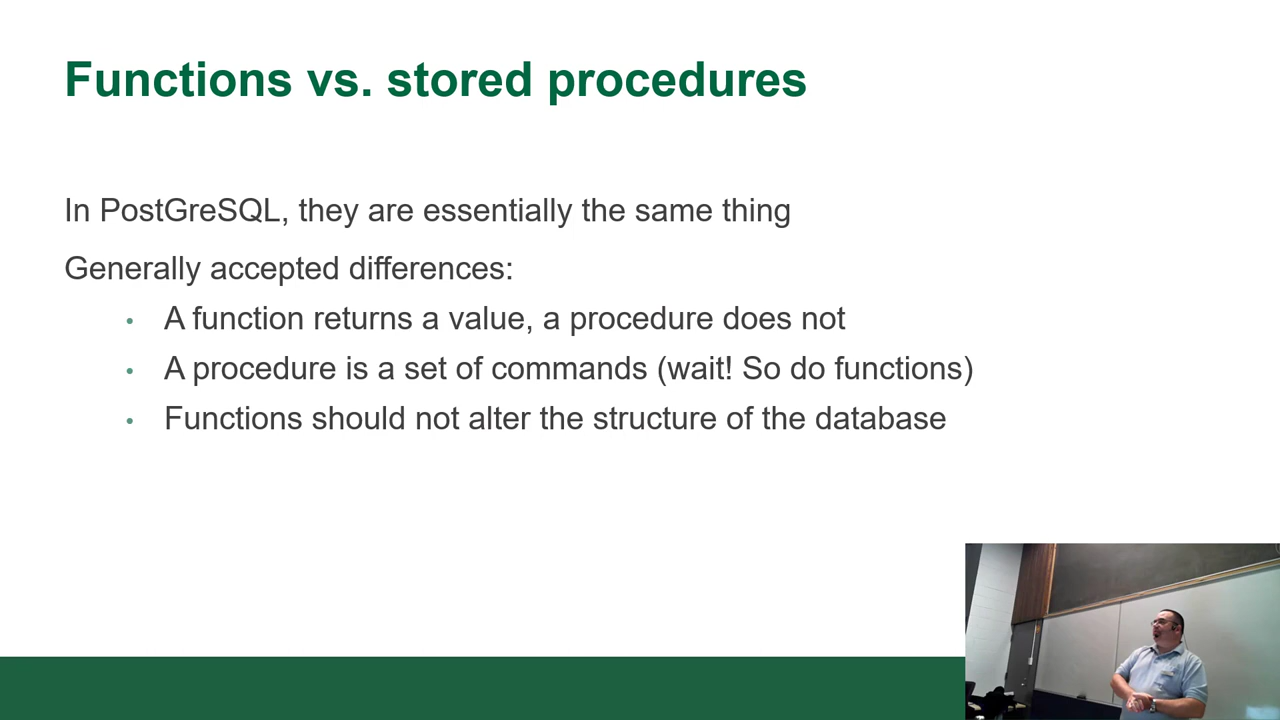 Functions vs. stored procedures
In PostGreSQL, they are essentially the same thing
Generally accepted differences:
• A function returns a value, a procedure does not
• A procedure is a set of commands (wait! So do functions)
• Functions should not alter the structure of the database